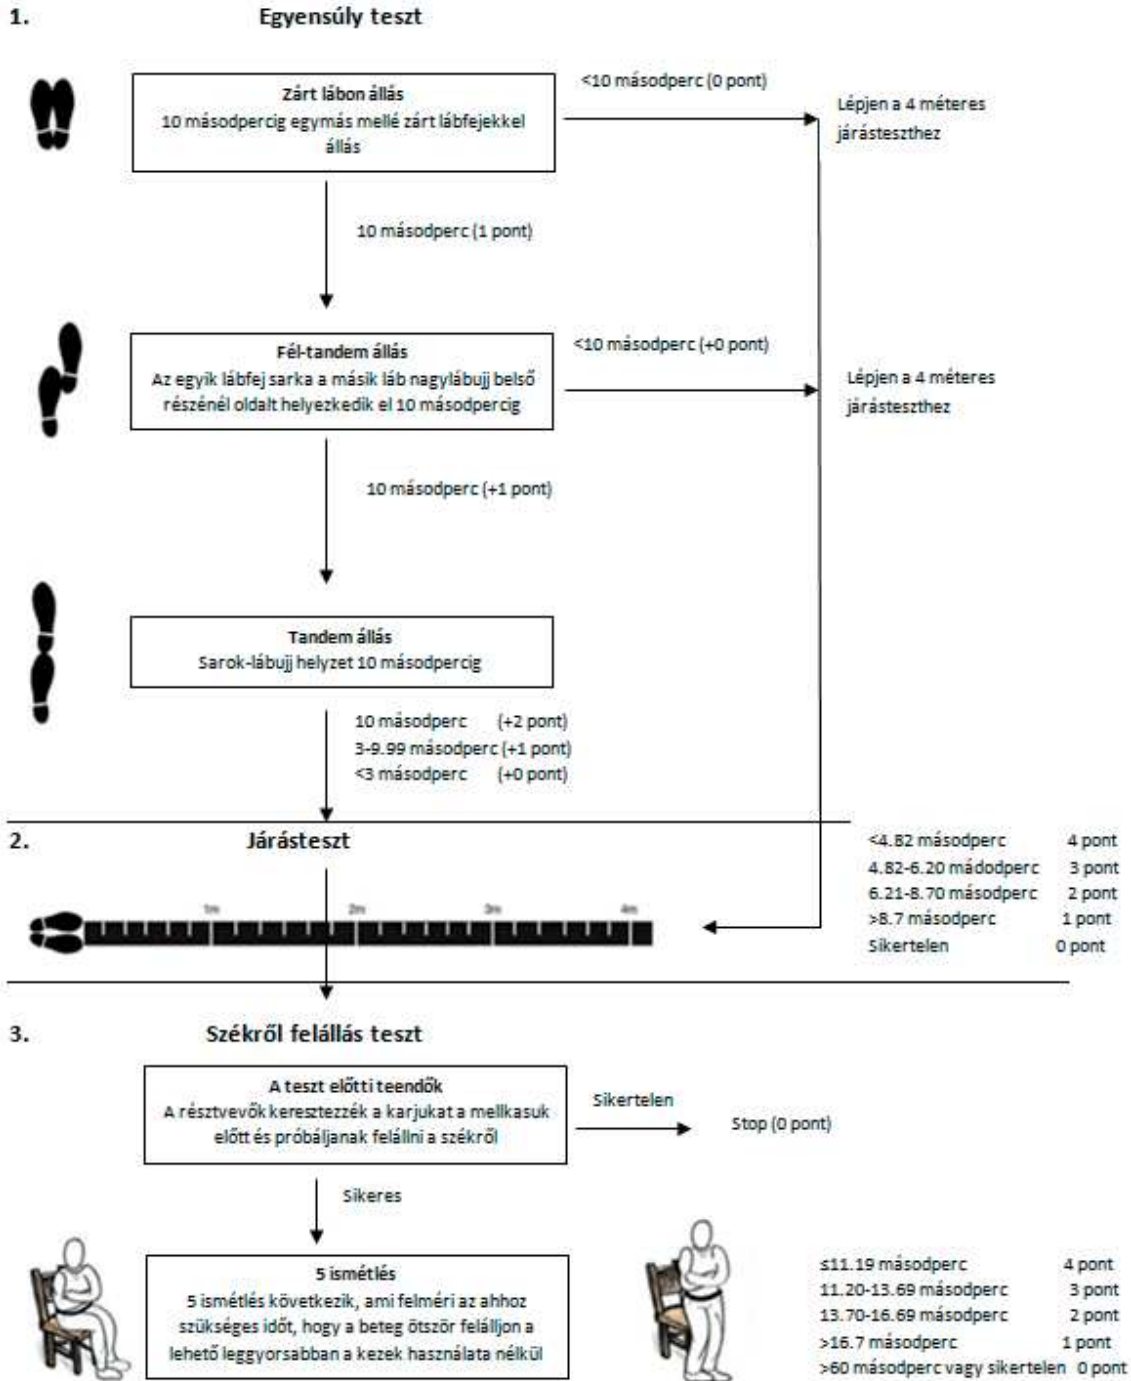 1.
Egyensúly teszt
Zárt lábon állás
10 másodpercig egymás mellé zárt lábfejekkel
állás
<10 másodperc (0 pont)
Lépjen a 4 méteres
járásteszthez
10 másodperc (1 pont)
Fél-tandem állás
Az egyik lábfej sarka a másik láb nagylábujj belső
részénél oldalt helyezkedik el 10 másodpercig
<10 másodperc (+0 pont)
Lépjen a 4 méteres
járásteszthez
10 másodperc (+1 pont)
Tandem állás
Sarok-lábujj helyzet 10 másodpercig
10 másodperc (+2 pont)
3-9.99 másodperc (+1 pont)
<3 másodperc (+0 pont)
2.
Járásteszt
1m 2m 3m 4m
<4.82 másodperc 4 pont
4.82-6.20 mádodperc 3 pont
6.21-8.70 másodperc 2 pont
>8.7 másodperc 1 pont
Sikertelen 0 pont
3.
Székről felállás teszt
A teszt előtti teendők
A résztvevők keresztezzék a karjukat a mellkasuk
előtt és próbáljanak felállni a székről
Sikertelen
Stop (0 pont)
Sikeres
5 ismétlés
5 ismétlés következik, ami felméri az ahhoz
szükséges időt, hogy a beteg ötször felálljon a
lehető leggyorsabban a kezek használata nélkül
≤11.19 másodperc 4 pont
11.20-13.69 másodperc 3 pont
13.70-16.69 másodperc 2 pont
>16.7 másodperc 1 pont
>60 másodperc vagy sikertelen 0 pont